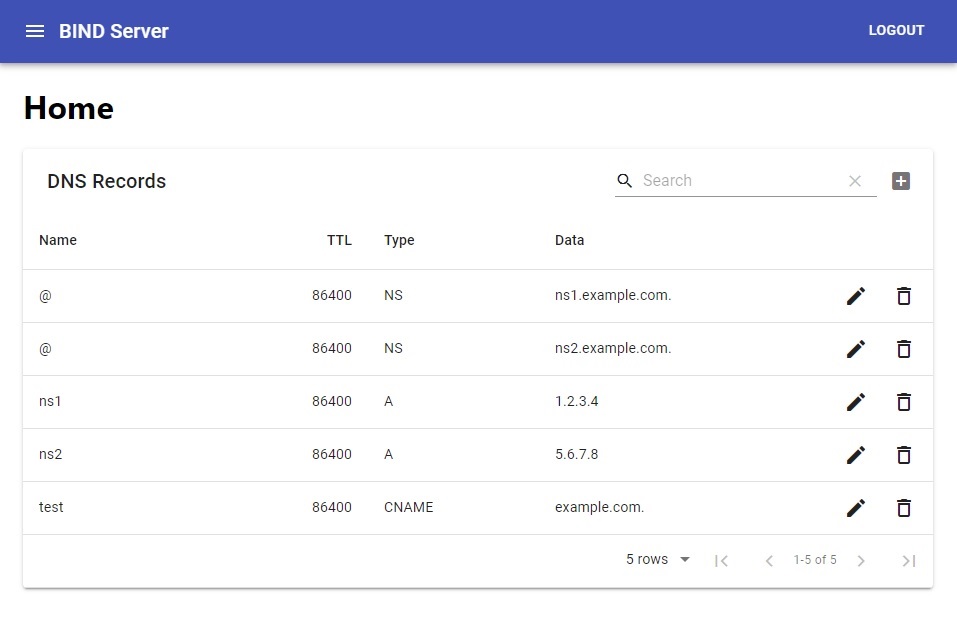 BIND Server LOGOUT
Home
DNS Records Search
Name TTL Type Data
@ 86400 NS ns1.example.com.
@ 86400 NS ns2.example.com.
ns1 86400 A 1.2.3.4
ns2 86400 A 5.6.7.8
test 86400 CNAME example.com.
5 rows 1-5 of 5